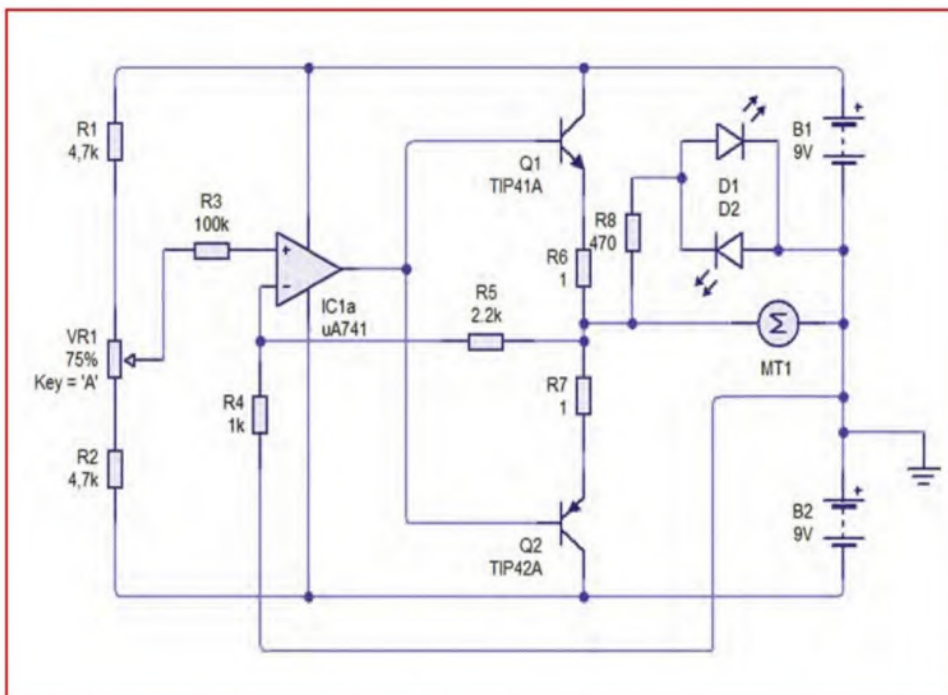 R1
4,7k
R3
100k
VR1
75%
Key = 'A'
R2
4,7k
+
-
IC1a
uA741
R4
1k
R5
2.2k
Q1
TIP41A
R6
1
R7
1
Q2
TIP42A
R8
470
D1
D2
Σ
MT1
B1
9V
+
B2
9V
+